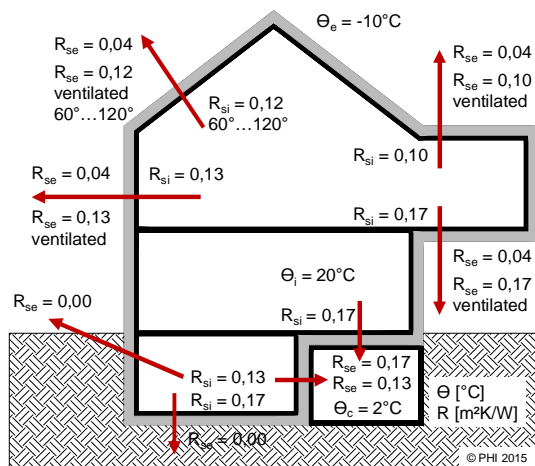 ϴe = -10°C
Rse = 0,04
Rse = 0,12
ventilated
60°…120°
Rsi = 0,12
60°…120°
Rse = 0,04
Rse = 0,10
ventilated
Rsi = 0,10
Rse = 0,04
Rsi = 0,13
Rse = 0,13
ventilated
Rsi = 0,17
Rse = 0,04
Rse = 0,17
ventilated
ϴi = 20°C
Rse = 0,00
Rsi = 0,17
Rse = 0,17
Rsi = 0,13
Rse = 0,13
Rsi = 0,17
ϴc = 2°C
ϴ [°C]
R [m²K/W]
Rse = 0,00
© PHI 2015